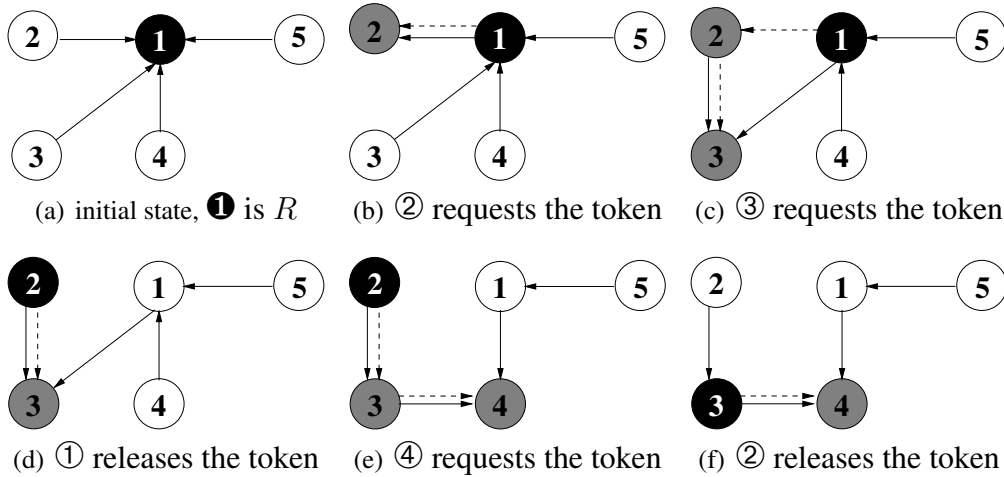 2 1 5
3 4
(a) initial state, ❶ is R
2 1 5
3 4
(b) ② requests the token
2 1 5
3 4
(c) ③ requests the token
2 1 5
3 4
(d) ① releases the token
2 1 5
3 4
(e) ④ requests the token
2 1 5
3 4
(f) ② releases the token